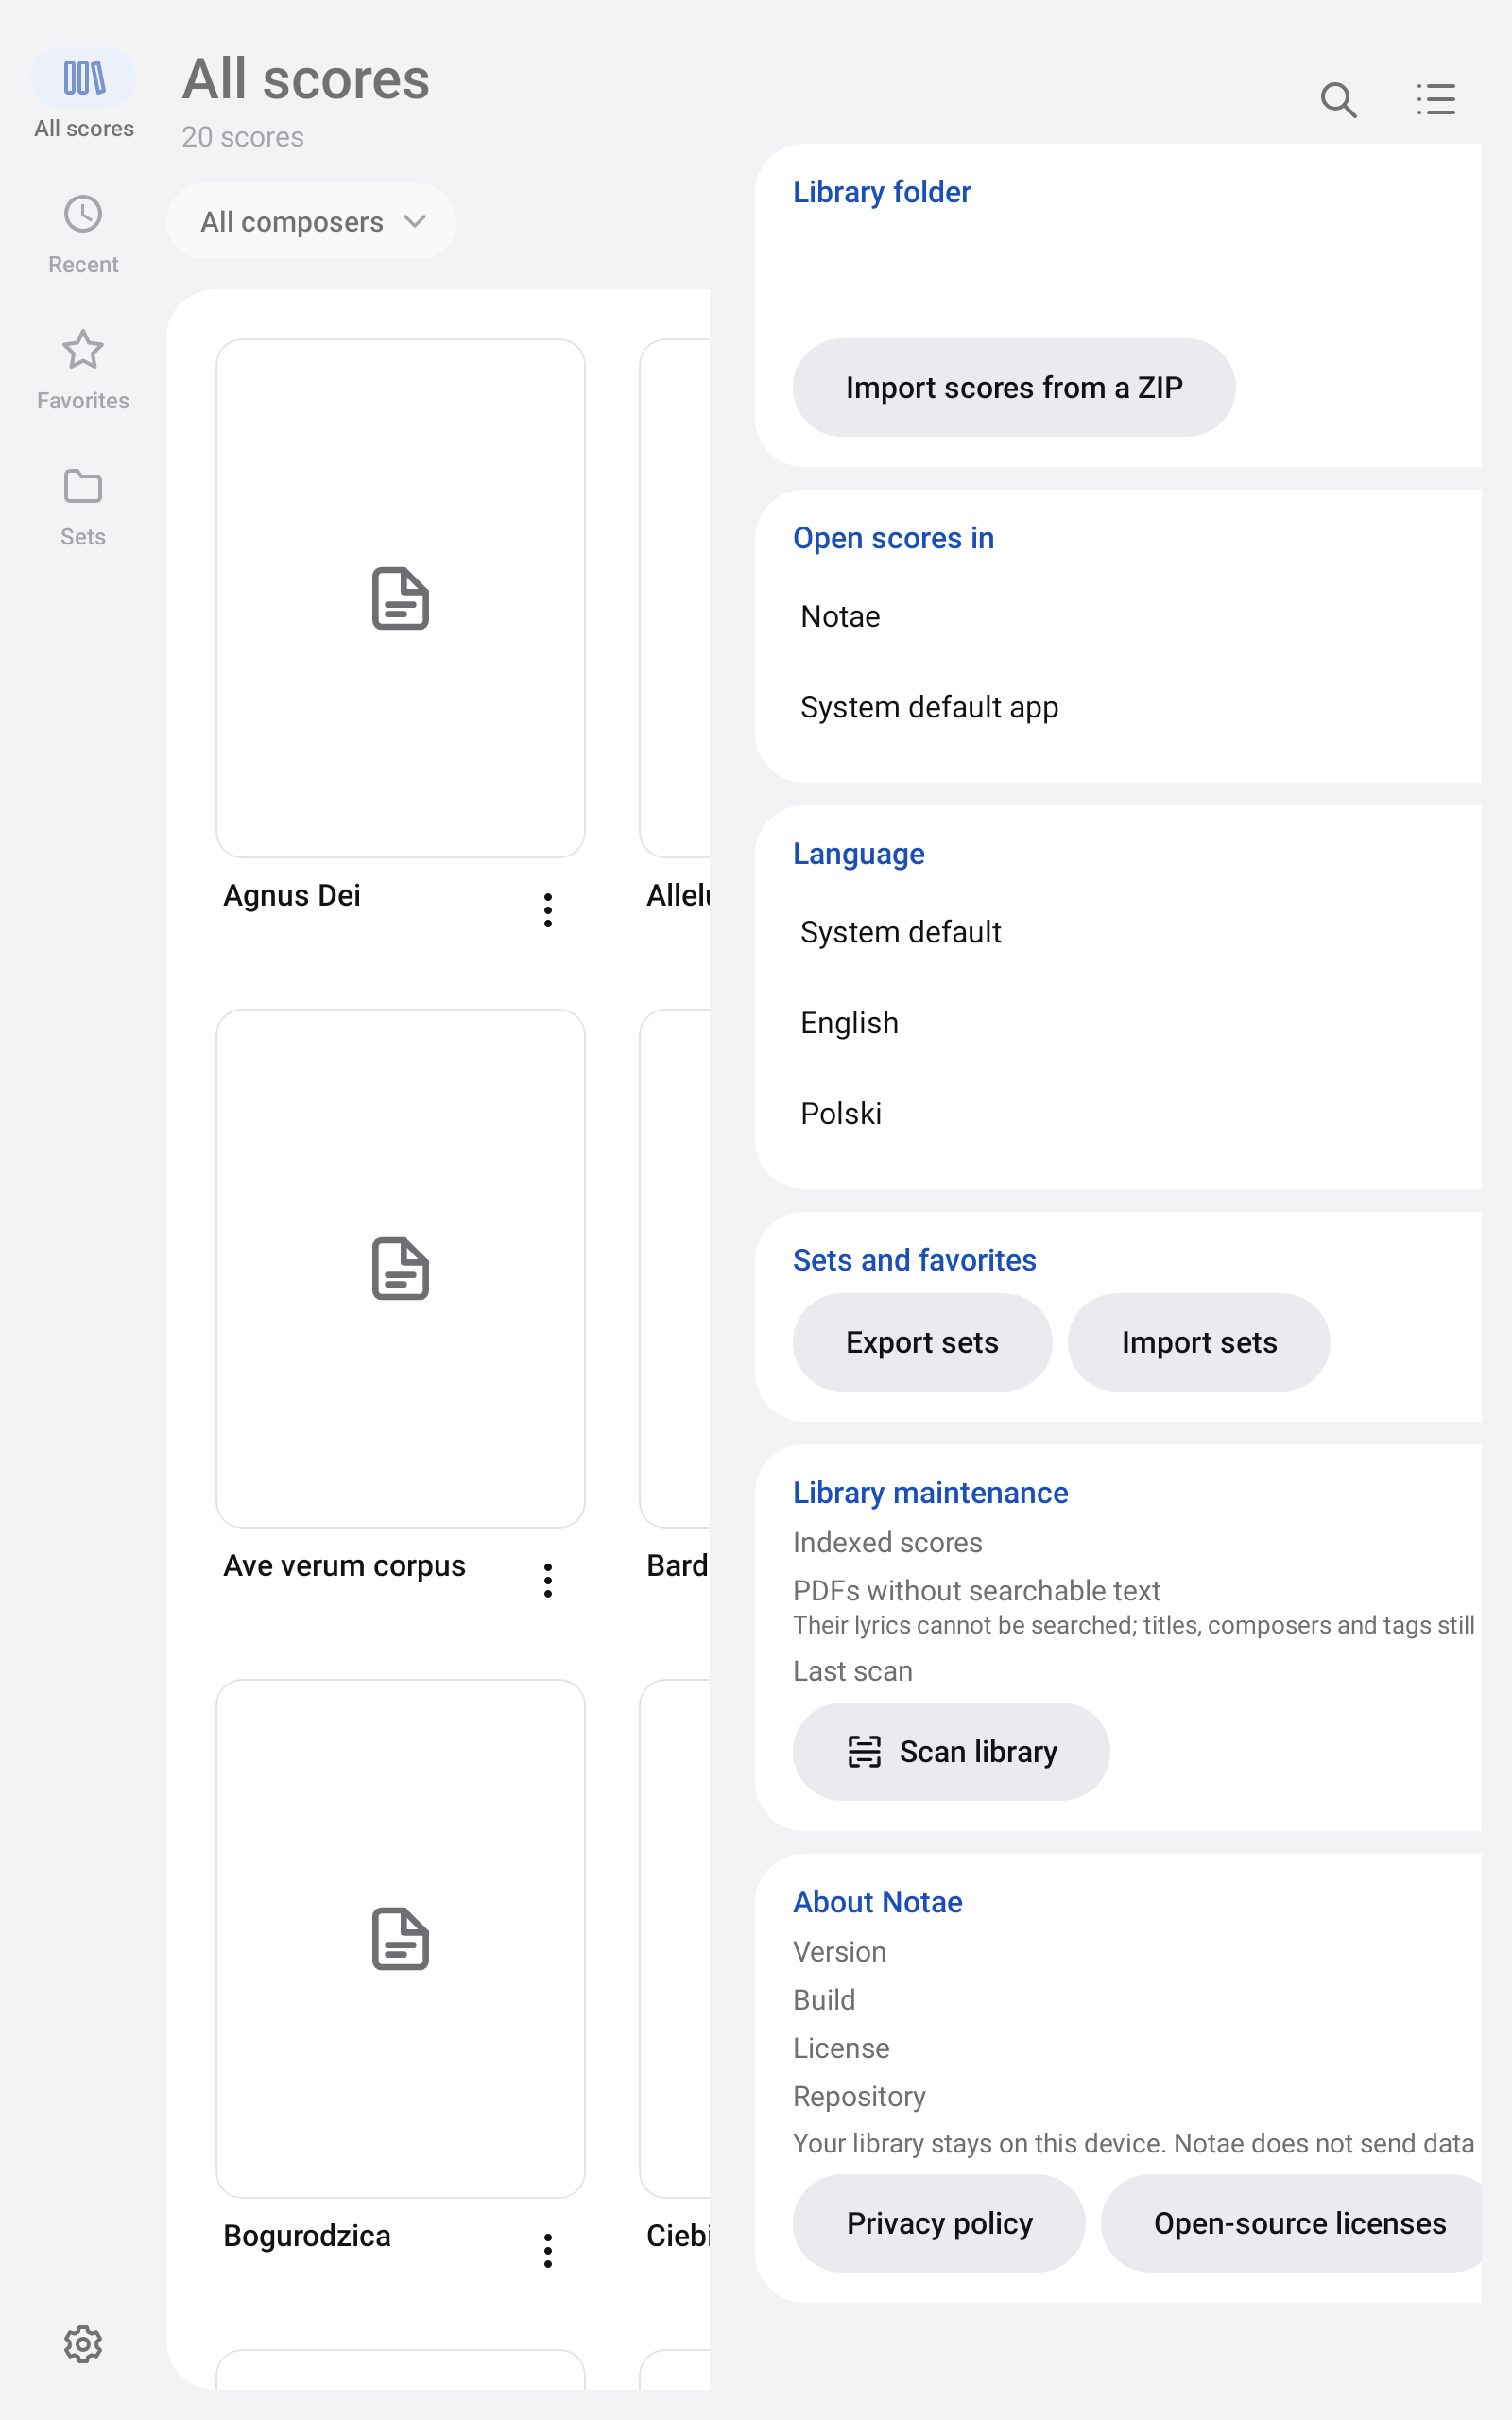 All scores
Recent
Favorites
Sets
All scores
20 scores
All composers
Agnus Dei
Ave verum corpus
Bard
Bogurodzica
Library folder
Import scores from a ZIP
Open scores in
Notae
System default app
Language
System default
English
Polski
Sets and favorites
Export sets
Import sets
Library maintenance
Indexed scores
PDFs without searchable text
Their lyrics cannot be searched; titles, composers and tags still
Last scan
Scan library
About Notae
Version
Build
License
Repository
Your library stays on this device. Notae does not send data
Privacy policy
Open-source licenses